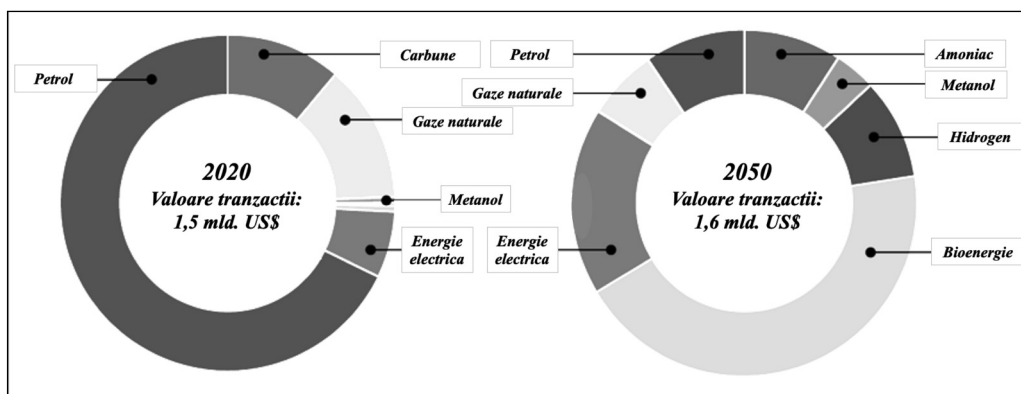 Petrol
Carbune
Gaze naturale
Metanol
Energie
electrica
2020
Valoare tranzactii:
1,5 mld. US$
Petrol
Gaze naturale
Energie
electrica
Amoniac
Metanol
Hidrogen
Bioenergie
2050
Valoare tranzactii:
1,6 mld. US$